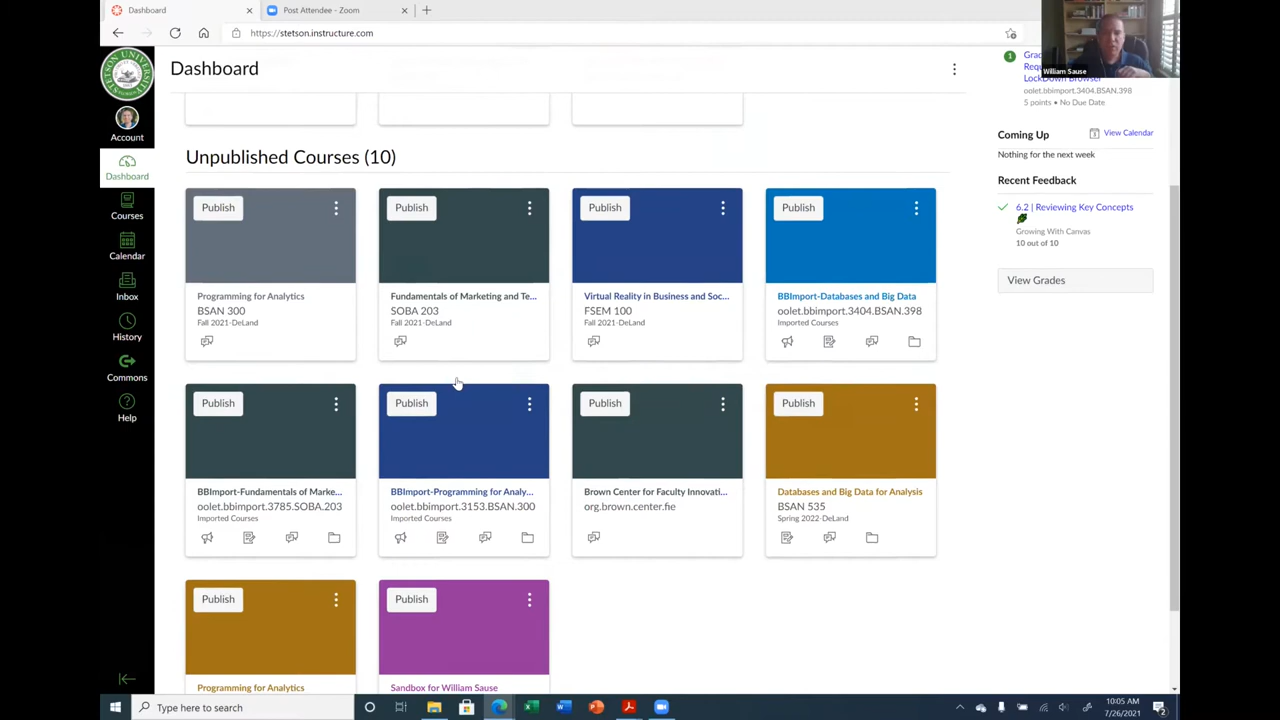 Dashboard
Post Attendee - Zoom
https://stetson.instructure.com
STETSON UNIVERSITY
Account
Dashboard
Courses
Calendar
Inbox
History
Commons
Help
Dashboard
Unpublished Courses (10)
Publish
Programming for Analytics
BSAN 300
Fall 2021-DeLand
Publish
Fundamentals of Marketing and Te...
SOBA 203
Fall 2021-DeLand
Publish
Virtual Reality in Business and Soc...
FSEM 100
Fall 2021-DeLand
Publish
BBImport-Databases and Big Data
oolet.bbimport.3404.BSAN.398
Imported Courses
Publish
BBImport-Fundamentals of Marke...
oolet.bbimport.3785.SOBA.203
Imported Courses
Publish
BBImport-Programming for Analy...
oolet.bbimport.3153.BSAN.300
Imported Courses
Publish
Brown Center for Faculty Innovati...
org.brown.center.fie
Publish
Databases and Big Data for Analysis
BSAN 535
Spring 2022-DeLand
Publish
Programming for Analytics
Publish
Sandbox for William Sause
William Sause
1
Grad
Requ
LockDown Browser
oolet.bbimport.3404.BSAN.398
5 points • No Due Date
Coming Up
View Calendar
Nothing for the next week
Recent Feedback
6.2 | Reviewing Key Concepts
Growing With Canvas
10 out of 10
View Grades
Type here to search
10:05 AM
7/26/2021
2